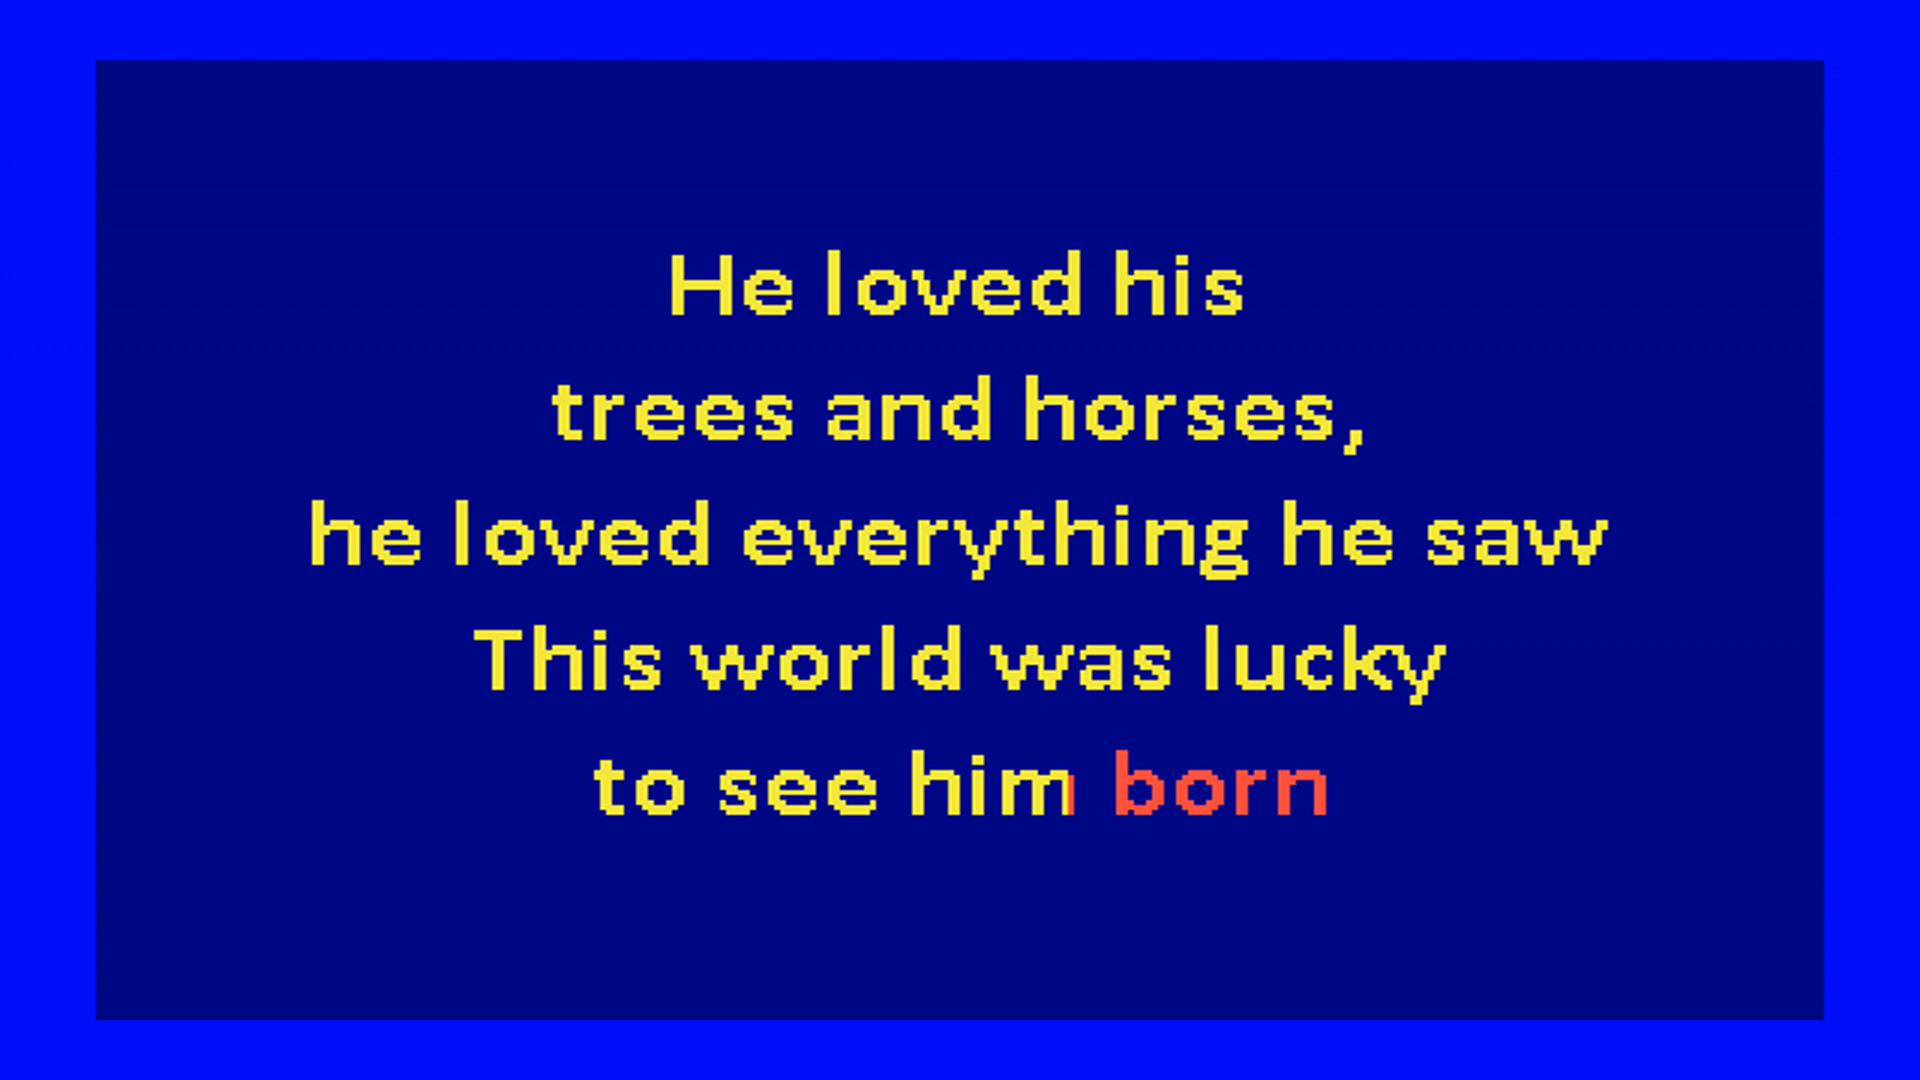 He loved his
trees and horses,
he loved everything he saw
This world was lucky
to see him born